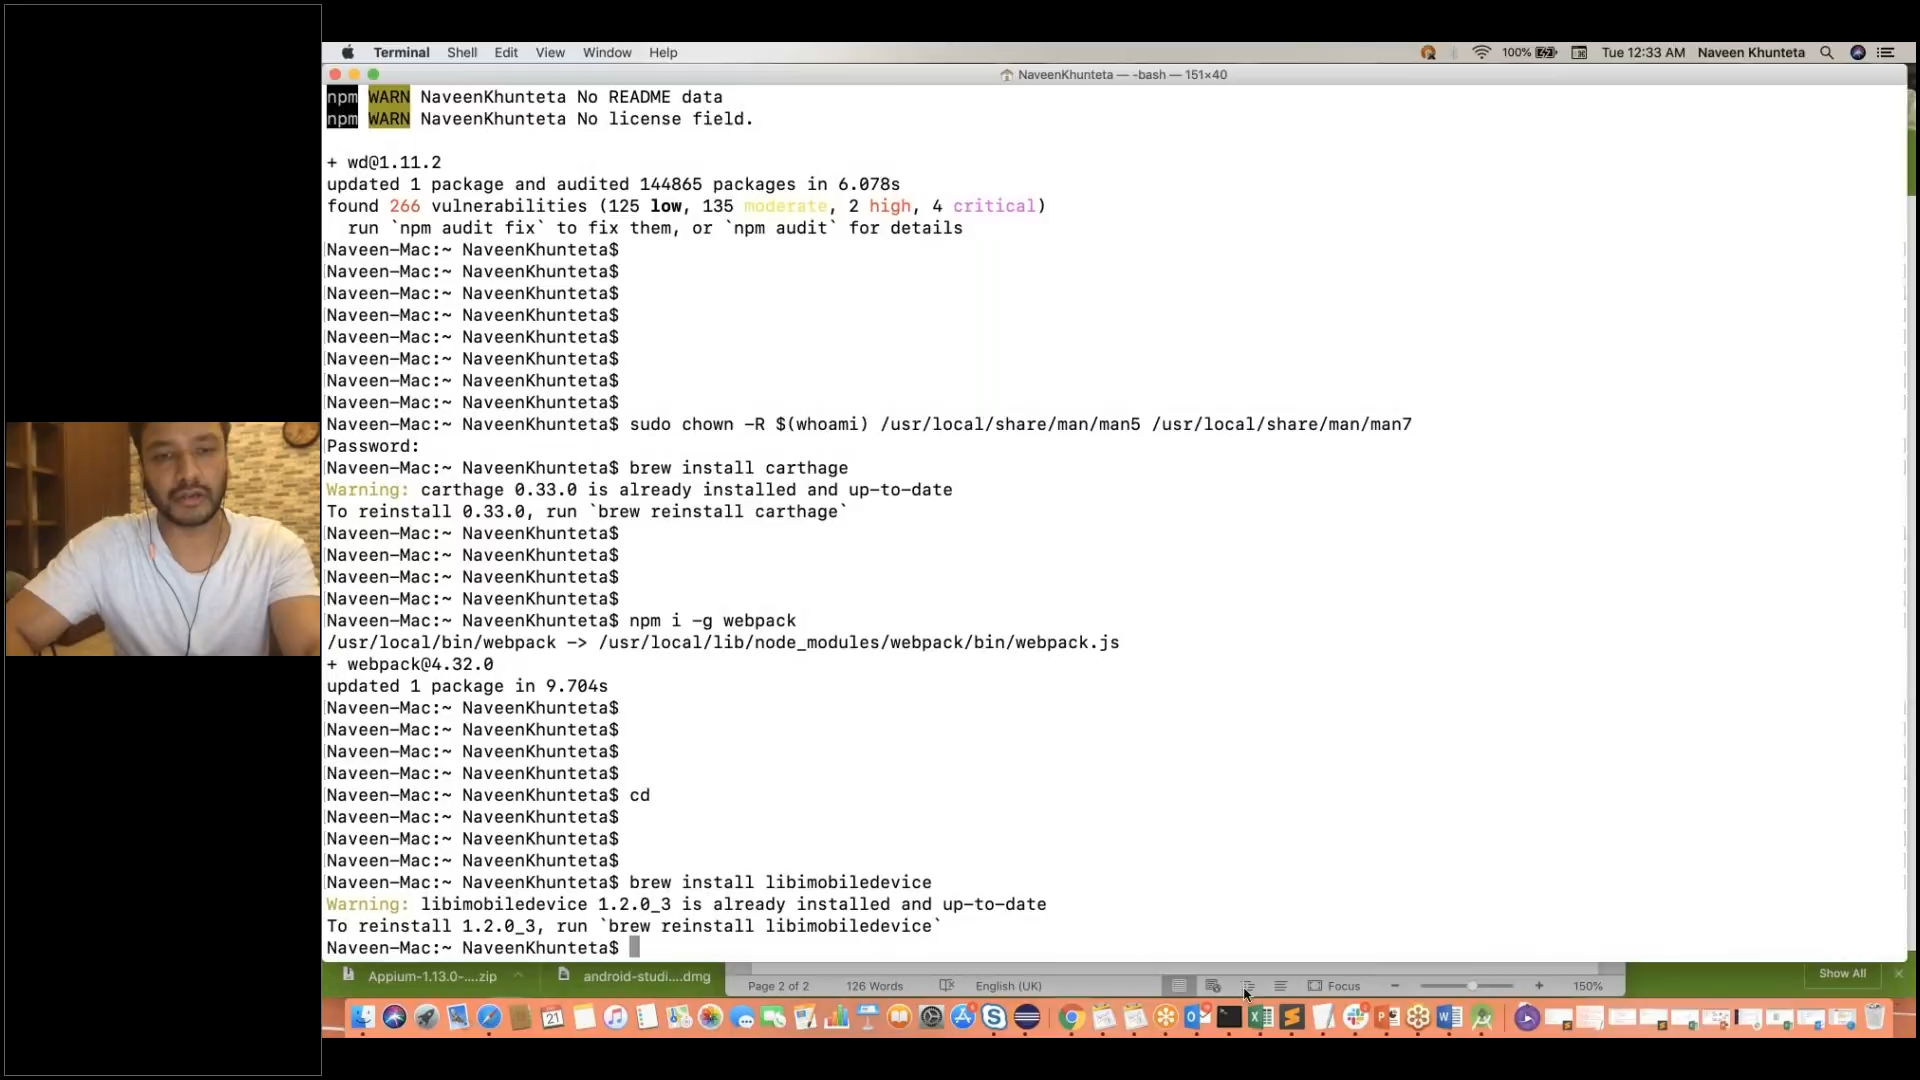 Terminal Shell Edit View Window Help 100% Tue 12:33 AM Naveen Khunteta
NaveenKhunteta — -bash — 151×40
npm WARN NaveenKhunteta No README data
npm WARN NaveenKhunteta No license field.
+ wd@1.11.2
updated 1 package and audited 144865 packages in 6.078s
found 266 vulnerabilities (125 low, 135 moderate, 2 high, 4 critical)
run `npm audit fix` to fix them, or `npm audit` for details
Naveen-Mac:~ NaveenKhunteta$
Naveen-Mac:~ NaveenKhunteta$
Naveen-Mac:~ NaveenKhunteta$
Naveen-Mac:~ NaveenKhunteta$
Naveen-Mac:~ NaveenKhunteta$
Naveen-Mac:~ NaveenKhunteta$
Naveen-Mac:~ NaveenKhunteta$
Naveen-Mac:~ NaveenKhunteta$
Naveen-Mac:~ NaveenKhunteta$ sudo chown -R $(whoami) /usr/local/share/man/man5 /usr/local/share/man/man7
Password:
Naveen-Mac:~ NaveenKhunteta$ brew install carthage
Warning: carthage 0.33.0 is already installed and up-to-date
To reinstall 0.33.0, run `brew reinstall carthage`
Naveen-Mac:~ NaveenKhunteta$
Naveen-Mac:~ NaveenKhunteta$
Naveen-Mac:~ NaveenKhunteta$
Naveen-Mac:~ NaveenKhunteta$
Naveen-Mac:~ NaveenKhunteta$ npm i -g webpack
/usr/local/bin/webpack -> /usr/local/lib/node_modules/webpack/bin/webpack.js
+ webpack@4.32.0
updated 1 package in 9.704s
Naveen-Mac:~ NaveenKhunteta$
Naveen-Mac:~ NaveenKhunteta$
Naveen-Mac:~ NaveenKhunteta$
Naveen-Mac:~ NaveenKhunteta$
Naveen-Mac:~ NaveenKhunteta$ cd
Naveen-Mac:~ NaveenKhunteta$
Naveen-Mac:~ NaveenKhunteta$
Naveen-Mac:~ NaveenKhunteta$
Naveen-Mac:~ NaveenKhunteta$ brew install libimobiledevice
Warning: libimobiledevice 1.2.0_3 is already installed and up-to-date
To reinstall 1.2.0_3, run `brew reinstall libimobiledevice`
Naveen-Mac:~ NaveenKhunteta$
Appium-1.13.0-....zip android-studi....dmg Show All
Page 2 of 2 126 Words English (UK) Focus 150%
21